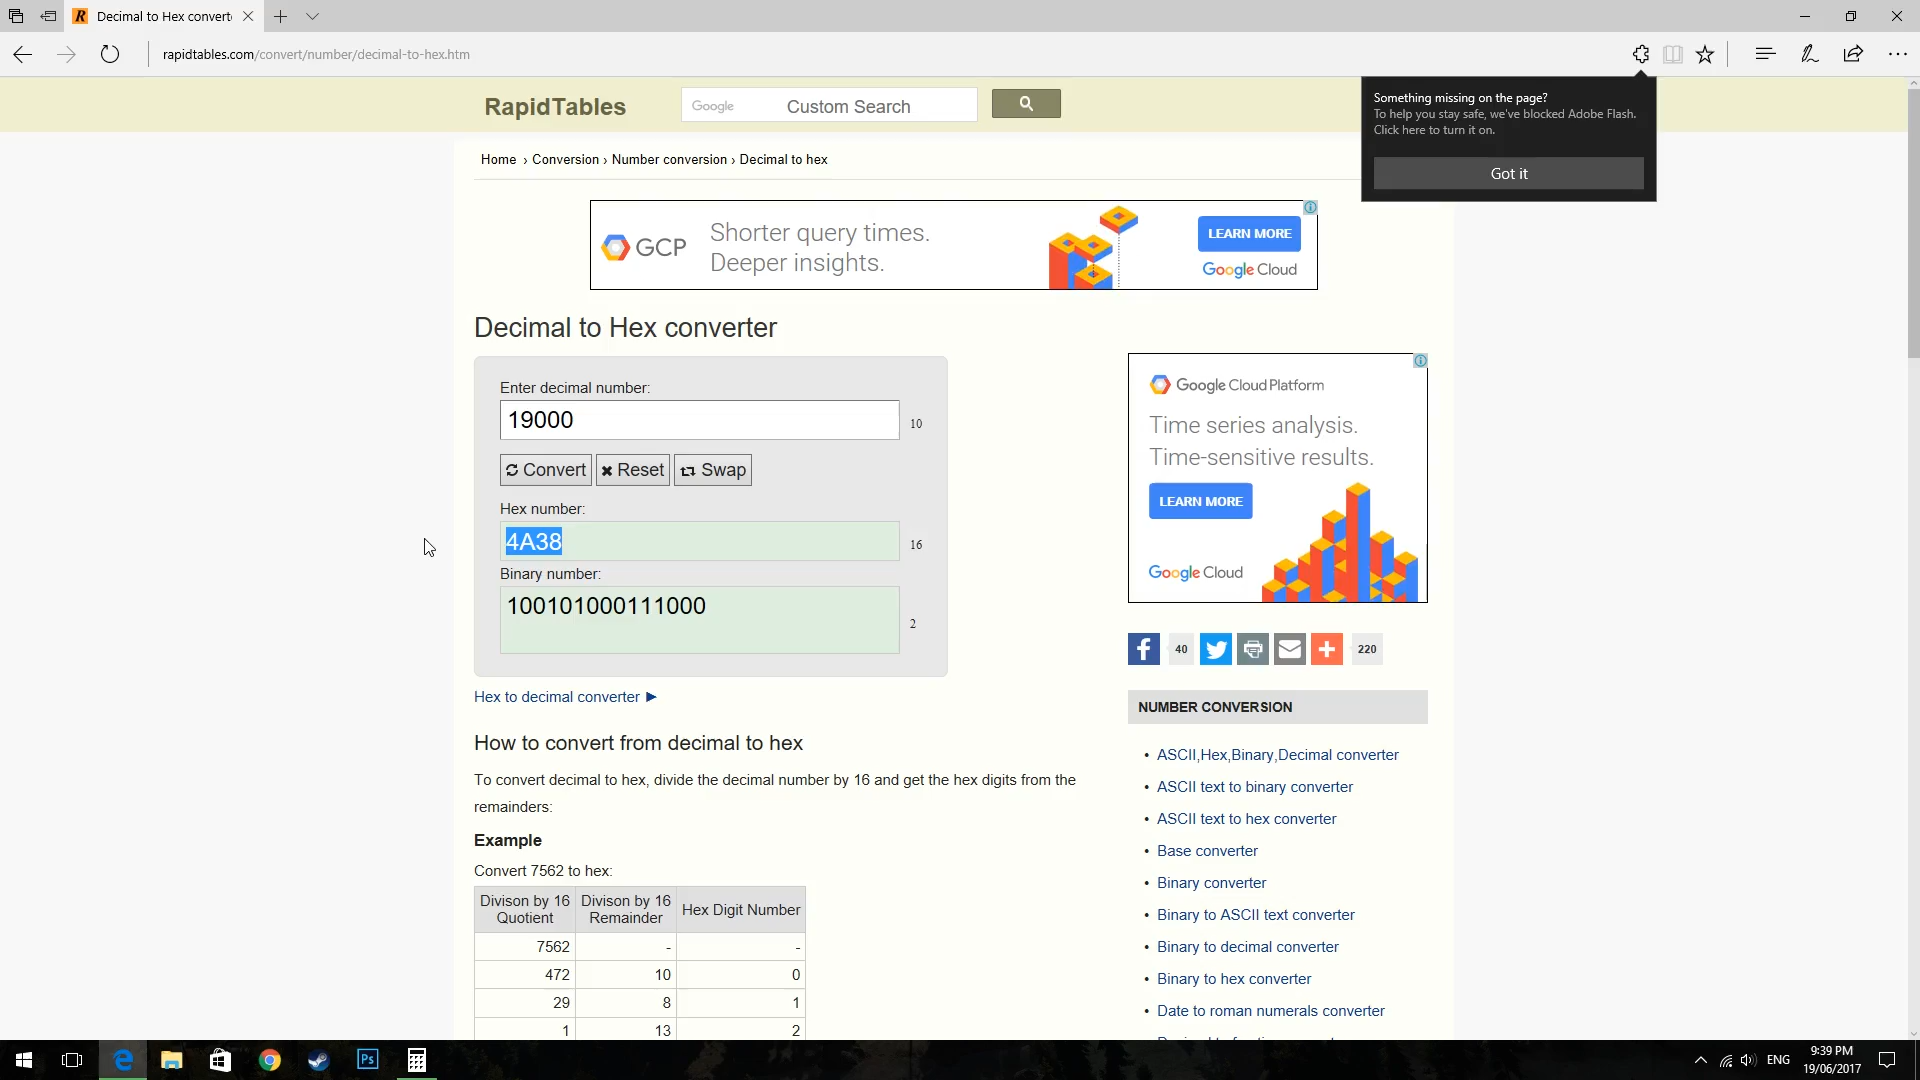 Decimal to Hex convert
rapidtables.com/convert/number/decimal-to-hex.htm
RapidTables
Google Custom Search
Something missing on the page?
To help you stay safe, we've blocked Adobe Flash.
Click here to turn it on.
Got it
Home › Conversion › Number conversion › Decimal to hex
GCP
Shorter query times.
Deeper insights.
LEARN MORE
Google Cloud
Decimal to Hex converter
Enter decimal number:
19000
10
Convert
Reset
Swap
Hex number:
4A38
16
Binary number:
100101000111000
2
Hex to decimal converter ►
How to convert from decimal to hex
To convert decimal to hex, divide the decimal number by 16 and get the hex digits from the
remainders:
Example
Convert 7562 to hex:
Divison by 16 Quotient Divison by 16 Remainder Hex Digit Number
7562 - -
472 10 0
29 8 1
1 13 2
Google Cloud Platform
Time series analysis.
Time-sensitive results.
LEARN MORE
Google Cloud
40
220
NUMBER CONVERSION
• ASCII,Hex,Binary,Decimal converter
• ASCII text to binary converter
• ASCII text to hex converter
• Base converter
• Binary converter
• Binary to ASCII text converter
• Binary to decimal converter
• Binary to hex converter
• Date to roman numerals converter
Ps
ENG
9:39 PM
19/06/2017